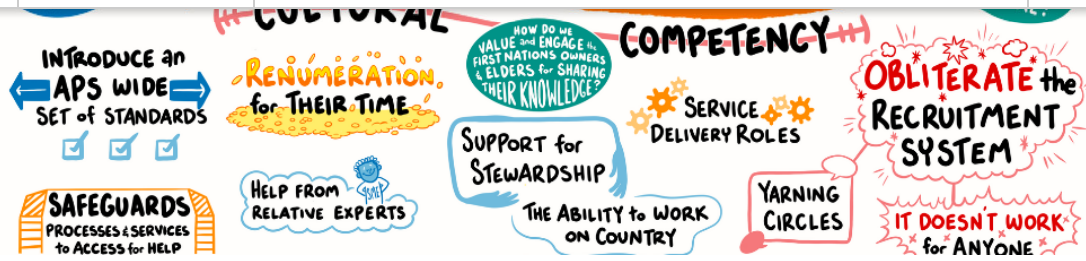 CULTURAL
COMPETENCY
INTRODUCE an
APS WIDE
SET of STANDARDS
RENUMERATION
for THEIR TIME
HOW DO WE
VALUE and ENGAGE the
FIRST NATIONS OWNERS
& ELDERS for SHARING
THEIR KNOWLEDGE?
SERVICE
DELIVERY ROLES
OBLITERATE the
RECRUITMENT
SYSTEM
SUPPORT for
STEWARDSHIP
SAFEGUARDS
PROCESSES & SERVICES
to ACCESS for HELP
HELP FROM
RELATIVE EXPERTS
THE ABILITY to WORK
ON COUNTRY
YARNING
CIRCLES
IT DOESN'T WORK
for ANYONE